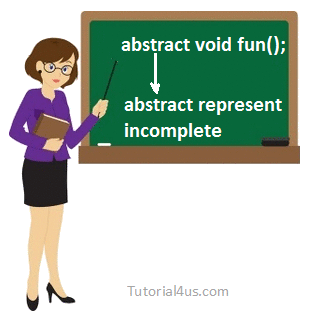 abstract void fun();
abstract represent
incomplete
Tutorial4us.com